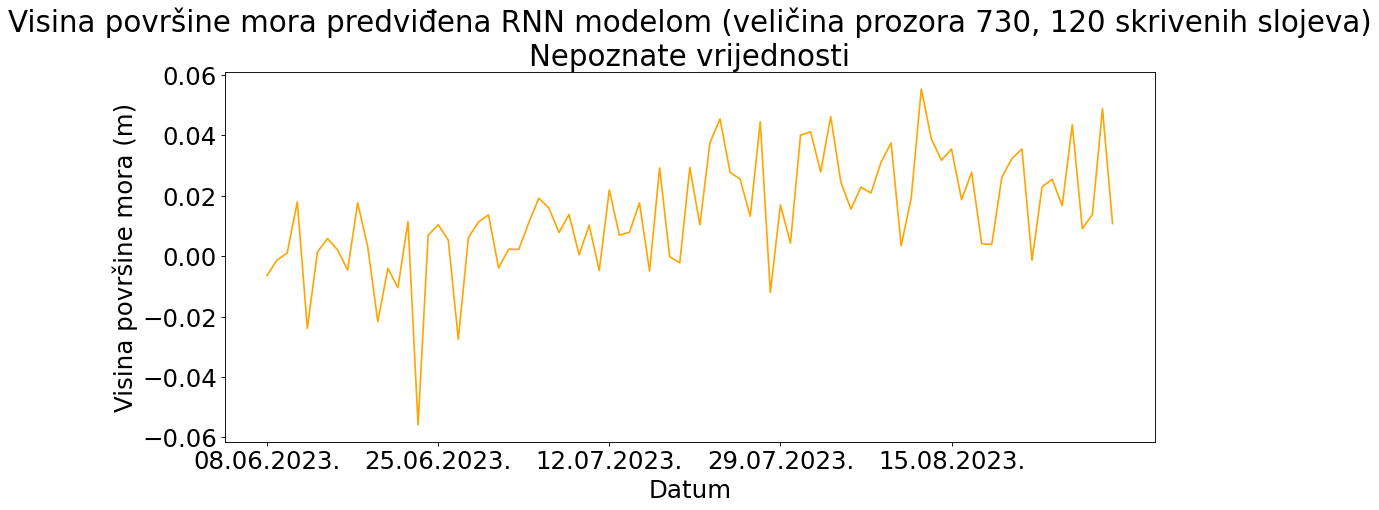 Visina površine mora predviđena RNN modelom (veličina prozora 730, 120 skrivenih slojeva)
Nepoznate vrijednosti
Visina površine mora (m)
0.06
0.04
0.02
0.00
−0.02
−0.04
−0.06
08.06.2023. 25.06.2023. 12.07.2023. 29.07.2023. 15.08.2023.
Datum